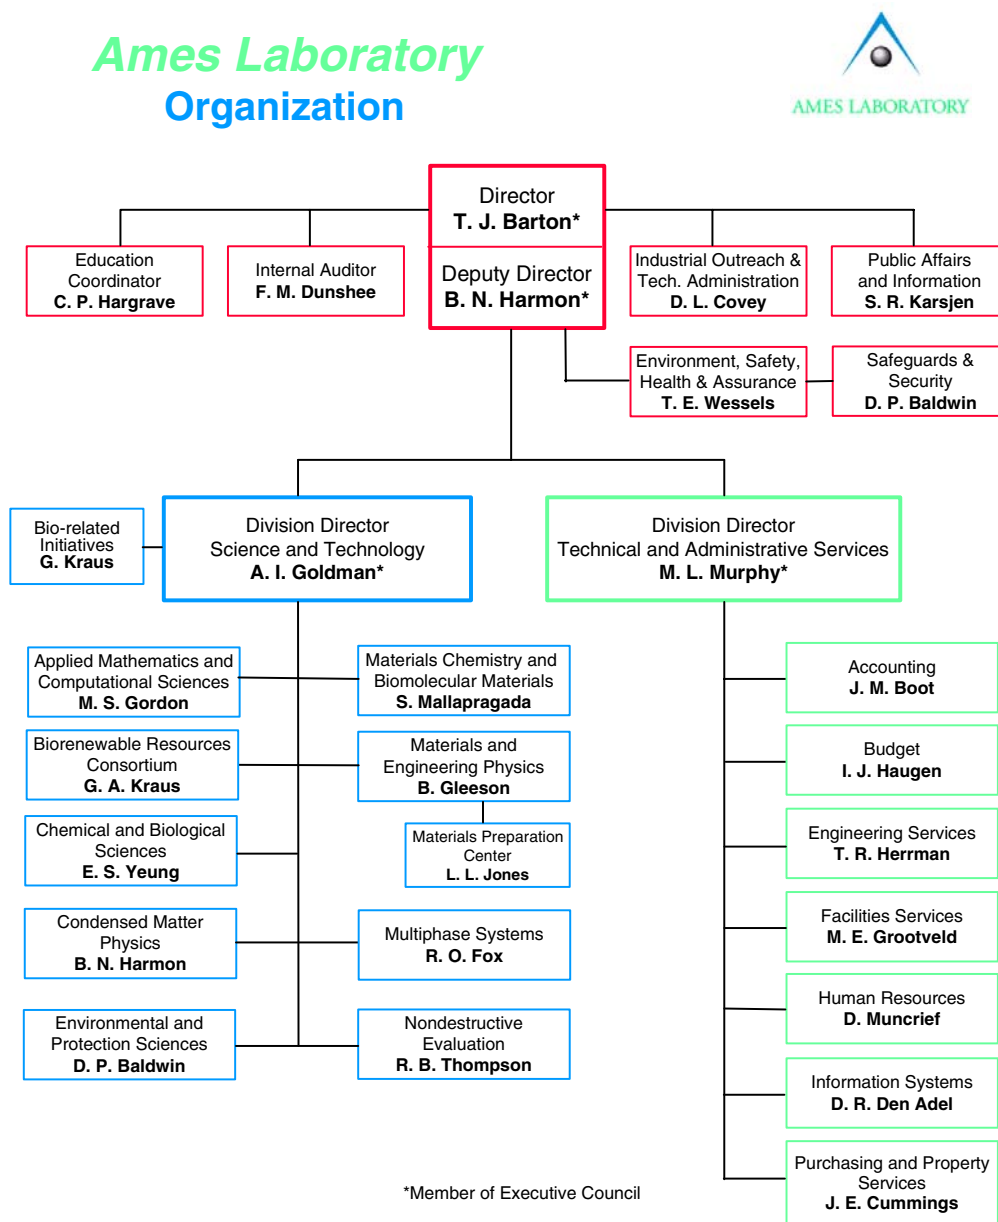 Ames Laboratory
Organization
AMES LABORATORY
Director
T. J. Barton*
Deputy Director
B. N. Harmon*
Education
Coordinator
C. P. Hargrave
Internal Auditor
F. M. Dunshee
Industrial Outreach &
Tech. Administration
D. L. Covey
Public Affairs
and Information
S. R. Karsjen
Environment, Safety,
Health & Assurance
T. E. Wessels
Safeguards &
Security
D. P. Baldwin
Bio-related
Initiatives
G. Kraus
Division Director
Science and Technology
A. I. Goldman*
Division Director
Technical and Administrative Services
M. L. Murphy*
Applied Mathematics and
Computational Sciences
M. S. Gordon
Materials Chemistry and
Biomolecular Materials
S. Mallapragada
Biorenewable Resources
Consortium
G. A. Kraus
Materials and
Engineering Physics
B. Gleeson
Chemical and Biological
Sciences
E. S. Yeung
Materials Preparation
Center
L. L. Jones
Condensed Matter
Physics
B. N. Harmon
Multiphase Systems
R. O. Fox
Environmental and
Protection Sciences
D. P. Baldwin
Nondestructive
Evaluation
R. B. Thompson
Accounting
J. M. Boot
Budget
I. J. Haugen
Engineering Services
T. R. Herrman
Facilities Services
M. E. Grootveld
Human Resources
D. Muncrief
Information Systems
D. R. Den Adel
Purchasing and Property
Services
J. E. Cummings
*Member of Executive Council